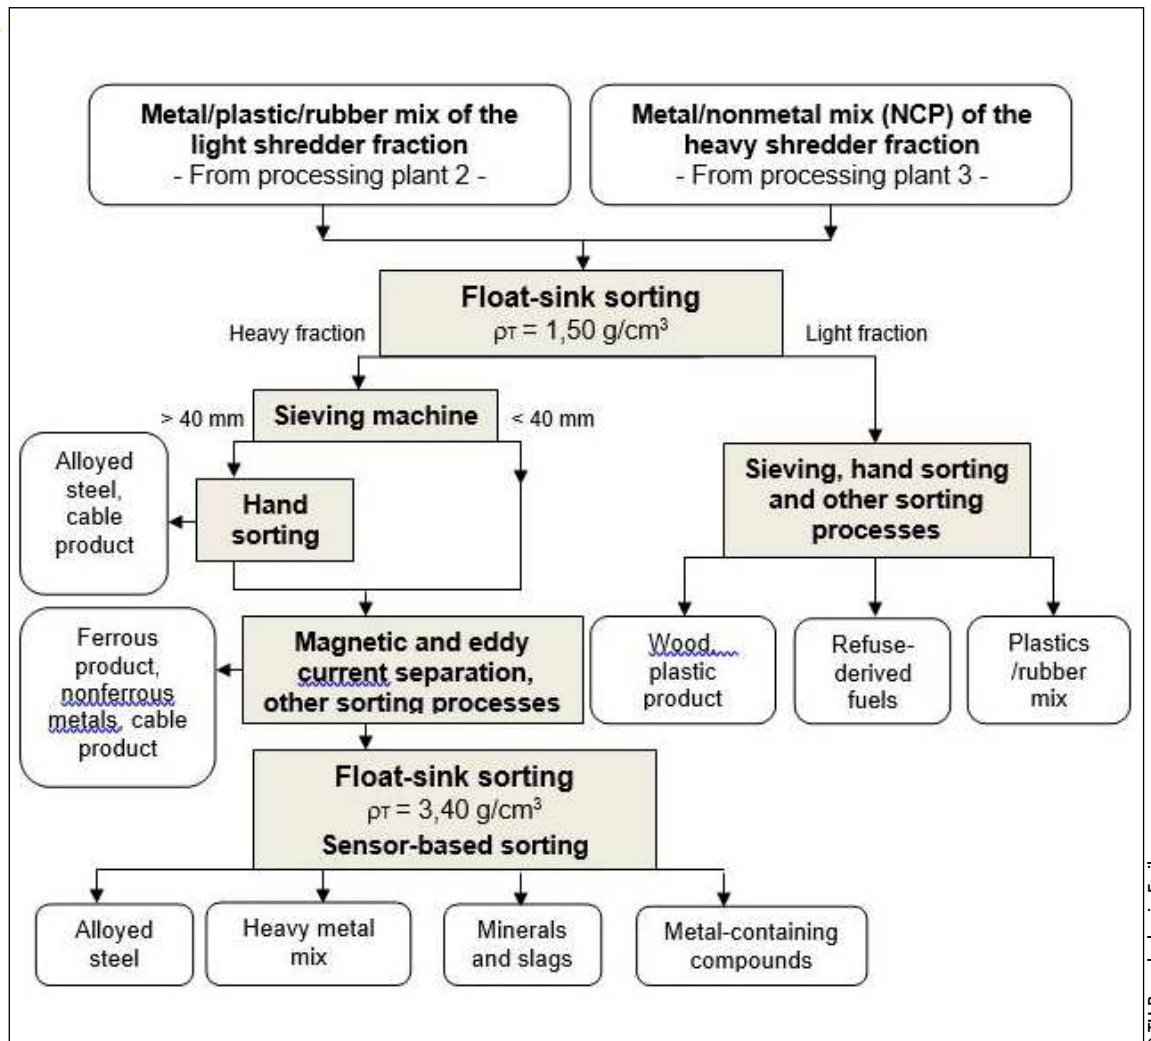 Metal/plastic/rubber mix of the
light shredder fraction
- From processing plant 2 -
Metal/nonmetal mix (NCP) of the
heavy shredder fraction
- From processing plant 3 -
Float-sink sorting
ρT = 1,50 g/cm³
Heavy fraction
Light fraction
Sieving machine
> 40 mm
< 40 mm
Alloyed
steel,
cable
product
Hand
sorting
Sieving, hand sorting
and other sorting
processes
Ferrous
product,
nonferrous
metals, cable
product
Magnetic and eddy
current separation,
other sorting processes
Wood,
plastic
product
Refuse-
derived
fuels
Plastics
/rubber
mix
Float-sink sorting
ρT = 3,40 g/cm³
Sensor-based sorting
Alloyed
steel
Heavy metal
mix
Minerals
and slags
Metal-containing
compounds